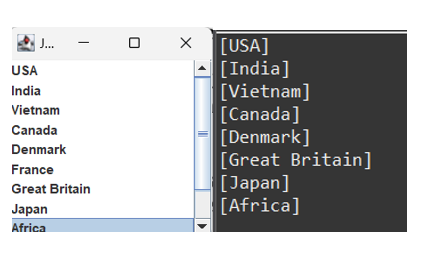 J...
USA
India
Vietnam
Canada
Denmark
France
Great Britain
Japan
Africa
[USA]
[India]
[Vietnam]
[Canada]
[Denmark]
[Great Britain]
[Japan]
[Africa]